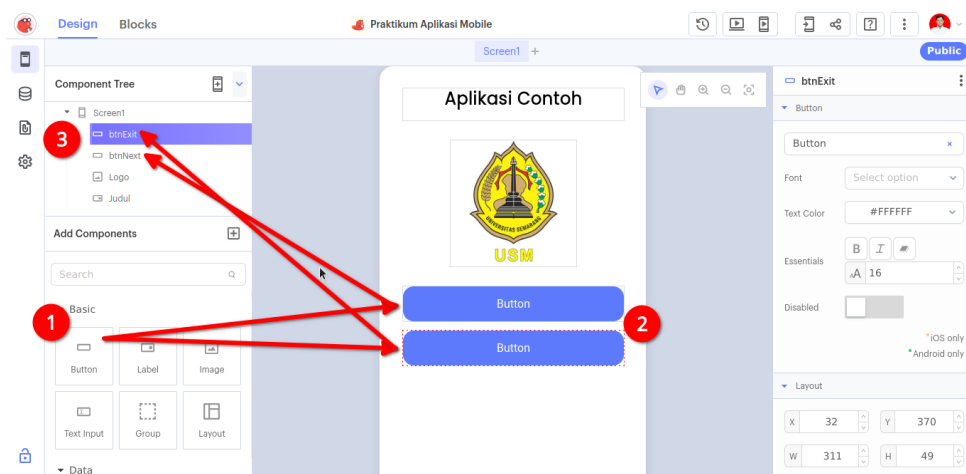 Design Blocks Praktikum Aplikasi Mobile
Screen1 + Public
Component Tree
Screen1
btnExit
btnNext
Logo
Judul
3
Add Components
Search
Basic
1
Button Label Image
Text Input Group Layout
Data
Aplikasi Contoh
UNIVERSITAS SEMARANG
USM
Button
Button
2
btnExit
Button
Button ×
Font Select option
Text Color #FFFFFF
Essentials B I
A 16
Disabled
*iOS only
*Android only
Layout
X 32 Y 370
W 311 H 49